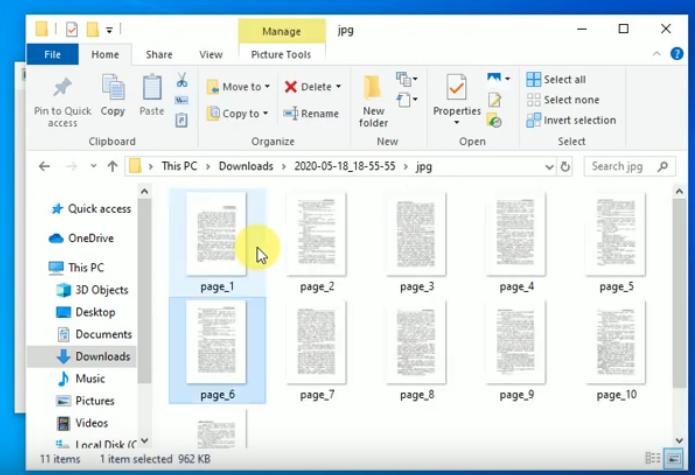 Manage
jpg
File
Home
Share
View
Picture Tools
Pin to Quick access
Copy
Paste
Move to
Copy to
Delete
Rename
New folder
Properties
Select all
Select none
Invert selection
Clipboard
Organize
New
Open
Select
This PC > Downloads > 2020-05-18_18-55-55 > jpg
Search jpg
Quick access
OneDrive
This PC
3D Objects
Desktop
Documents
Downloads
Music
Pictures
Videos
Local Disk (C
page_1
page_2
page_3
page_4
page_5
page_6
page_7
page_8
page_9
page_10
11 items
1 item selected 962 KB